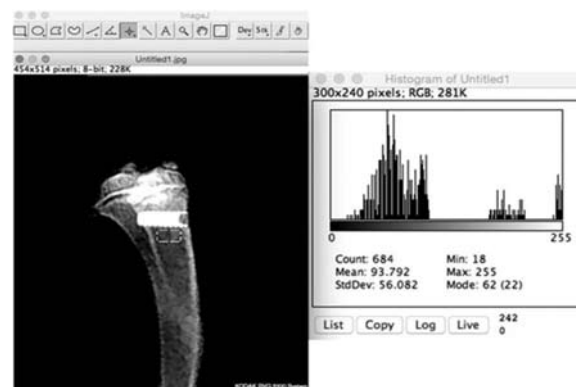 ImageJ
A
Dev
Untitled1.jpg
454x514 pixels; 8-bit; 228K
Histogram of Untitled1
300x240 pixels; RGB; 281K
0
255
Count: 684
Min: 18
Mean: 93.792
Max: 255
StdDev: 56.082
Mode: 62 (22)
List
Copy
Log
Live
242
0